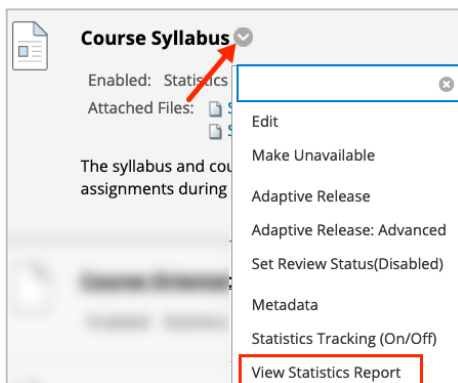 Course Syllabus
Enabled: Statistics
Attached Files: S
S
The syllabus and cou
assignments during
Edit
Make Unavailable
Adaptive Release
Adaptive Release: Advanced
Set Review Status(Disabled)
Metadata
Statistics Tracking (On/Off)
View Statistics Report